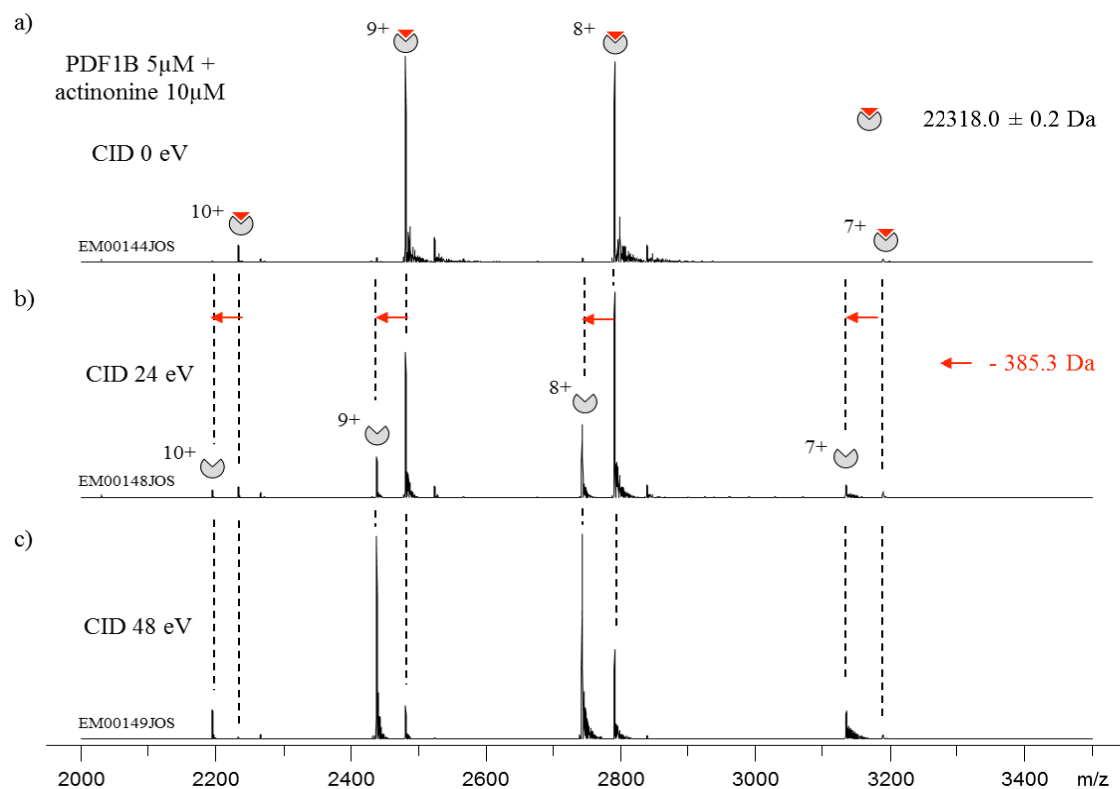 a)
PDF1B 5μM +
actinonine 10μM
CID 0 eV
EM00144JOS
10+
9+
8+
7+
22318.0 ± 0.2 Da
b)
CID 24 eV
EM00148JOS
10+
9+
8+
7+
- 385.3 Da
c)
CID 48 eV
EM00149JOS
2000 2200 2400 2600 2800 3000 3200 3400 m/z